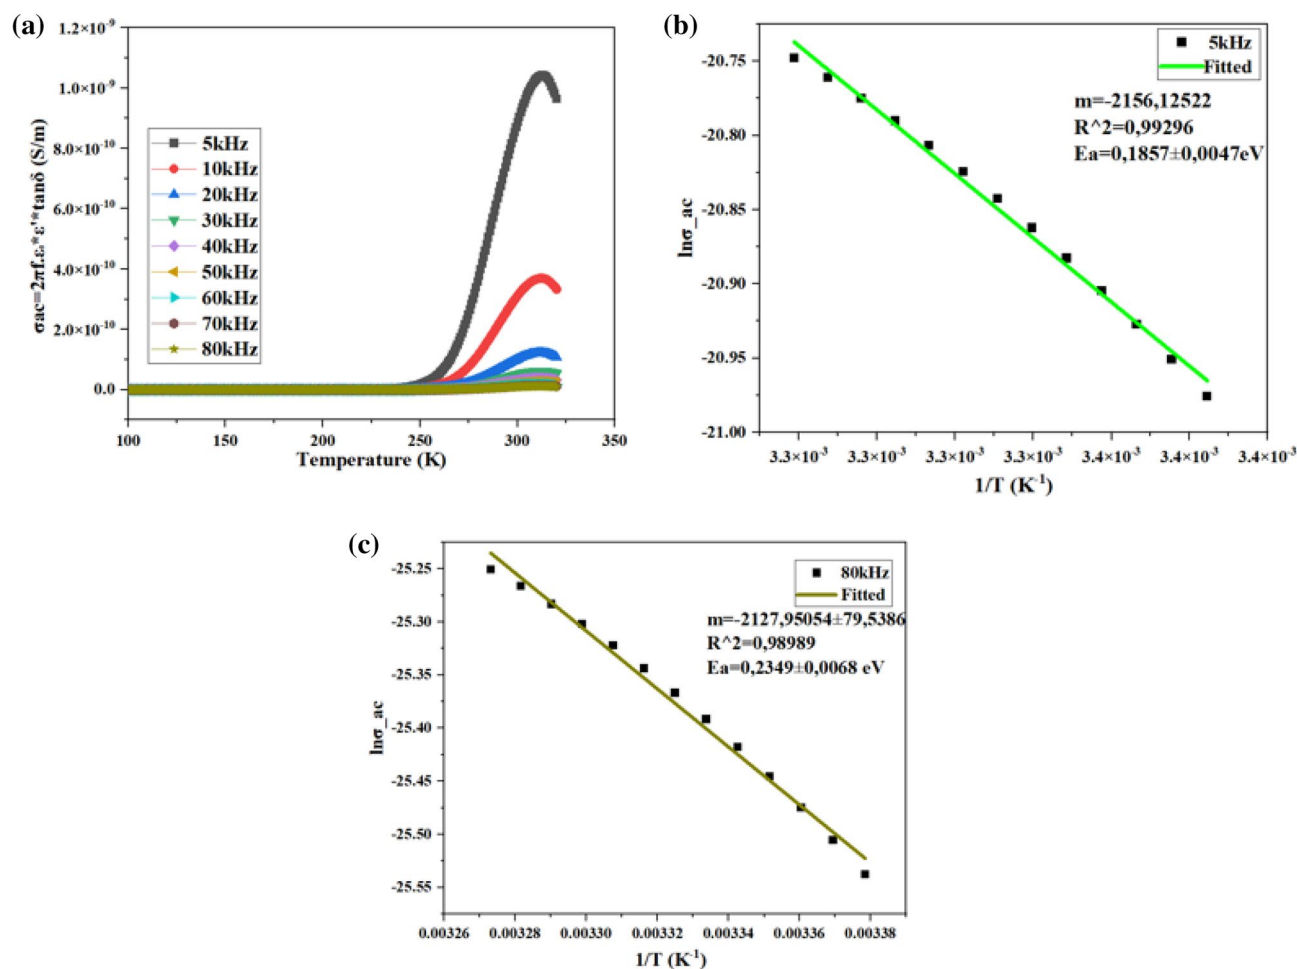 (a)
1.2×10⁻⁹
1.0×10⁻⁹
8.0×10⁻¹⁰
6.0×10⁻¹⁰
4.0×10⁻¹⁰
2.0×10⁻¹⁰
0.0
σac=2πf.εₒ*ε'*tanδ (S/m)
5kHz
10kHz
20kHz
30kHz
40kHz
50kHz
60kHz
70kHz
80kHz
100 150 200 250 300 350
Temperature (K)
(b)
-20.75
-20.80
-20.85
-20.90
-20.95
-21.00
lnσ_ac
5kHz
Fitted
m=-2156,12522
R^2=0,99296
Ea=0,1857±0,0047eV
3.3×10⁻³ 3.3×10⁻³ 3.3×10⁻³ 3.3×10⁻³ 3.4×10⁻³ 3.4×10⁻³ 3.4×10⁻³
1/T (K⁻¹)
(c)
-25.25
-25.30
-25.35
-25.40
-25.45
-25.50
-25.55
lnσ_ac
80kHz
Fitted
m=-2127,95054±79,5386
R^2=0,98989
Ea=0,2349±0,0068 eV
0.00326 0.00328 0.00330 0.00332 0.00334 0.00336 0.00338
1/T (K⁻¹)